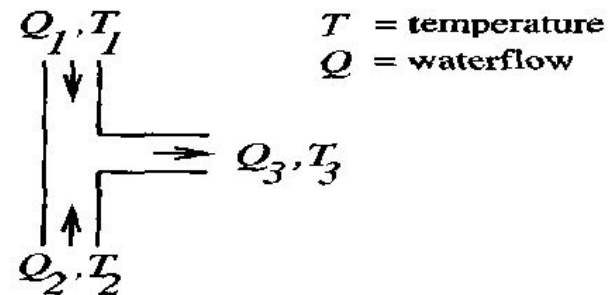 Q1, T1
T = temperature
Q = waterflow
Q3, T3
Q2, T2